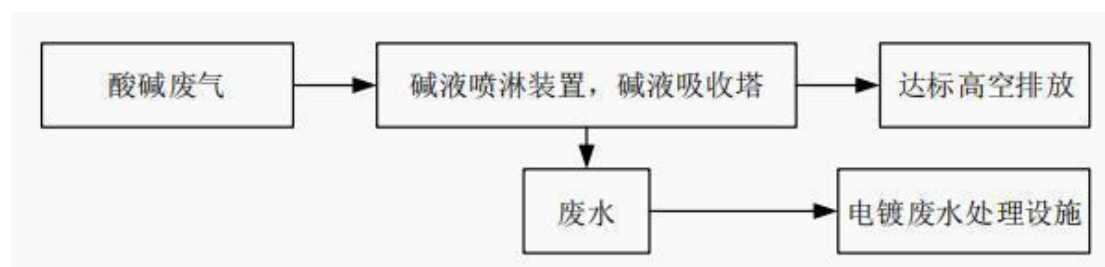 酸碱废气
碱液喷淋装置，碱液吸收塔
达标高空排放
废水
电镀废水处理设施